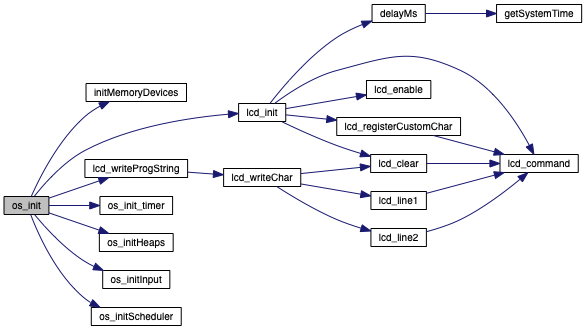 delayMs
getSystemTime
initMemoryDevices
lcd_enable
lcd_init
lcd_registerCustomChar
lcd_writeProgString
lcd_clear
lcd_command
lcd_writeChar
os_init
os_init_timer
lcd_line1
os_initHeaps
lcd_line2
os_initInput
os_initScheduler